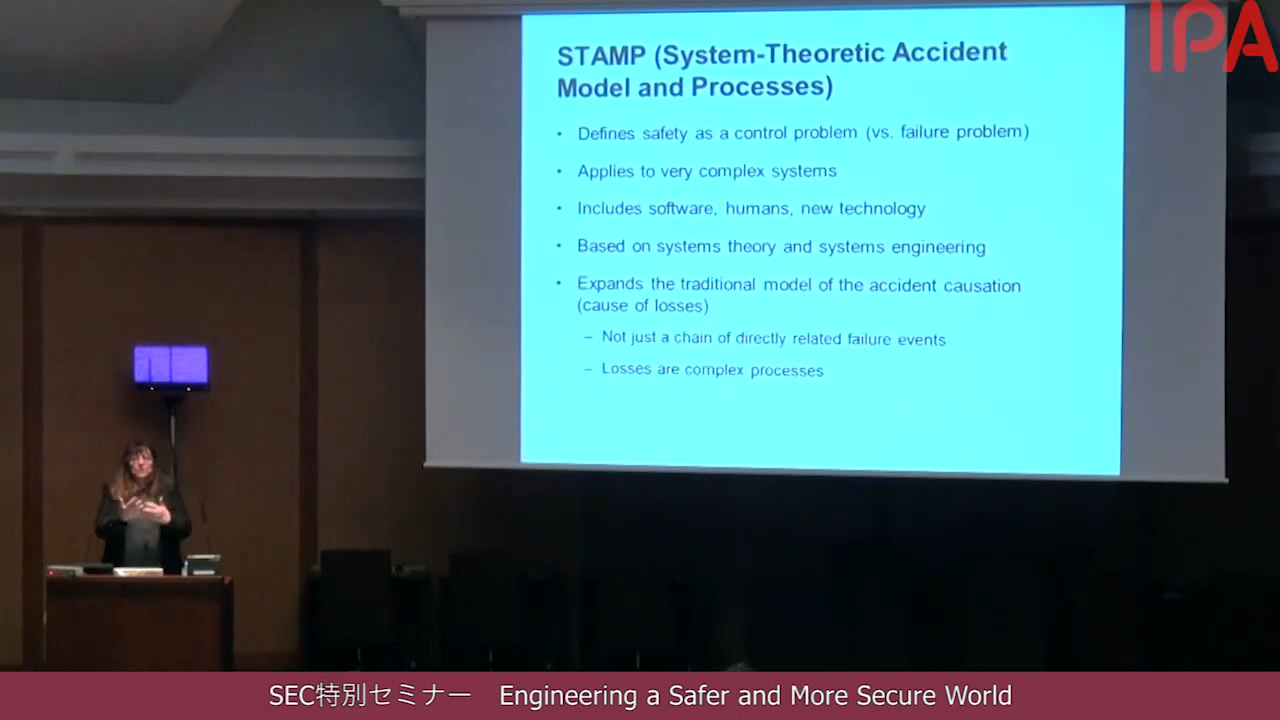 IPA
STAMP (System-Theoretic Accident
Model and Processes)
• Defines safety as a control problem (vs. failure problem)
• Applies to very complex systems
• Includes software, humans, new technology
• Based on systems theory and systems engineering
• Expands the traditional model of the accident causation
(cause of losses)
– Not just a chain of directly related failure events
– Losses are complex processes
SEC特別セミナー　Engineering a Safer and More Secure World